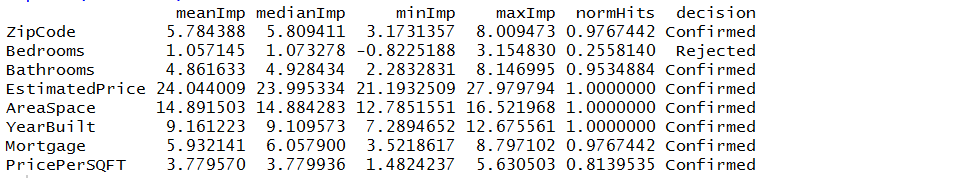 meanImp medianImp minImp maxImp normHits decision
ZipCode 5.784388 5.809411 3.1731357 8.009473 0.9767442 Confirmed
Bedrooms 1.057145 1.073278 -0.8225188 3.154830 0.2558140 Rejected
Bathrooms 4.861633 4.928434 2.2832831 8.146995 0.9534884 Confirmed
EstimatedPrice 24.044009 23.995334 21.1932509 27.979794 1.0000000 Confirmed
AreaSpace 14.891503 14.884283 12.7851551 16.521968 1.0000000 Confirmed
YearBuilt 9.161223 9.109573 7.2894652 12.675561 1.0000000 Confirmed
Mortgage 5.932141 6.057900 3.5218617 8.797102 0.9767442 Confirmed
PricePerSQFT 3.779570 3.779936 1.4824237 5.630503 0.8139535 Confirmed